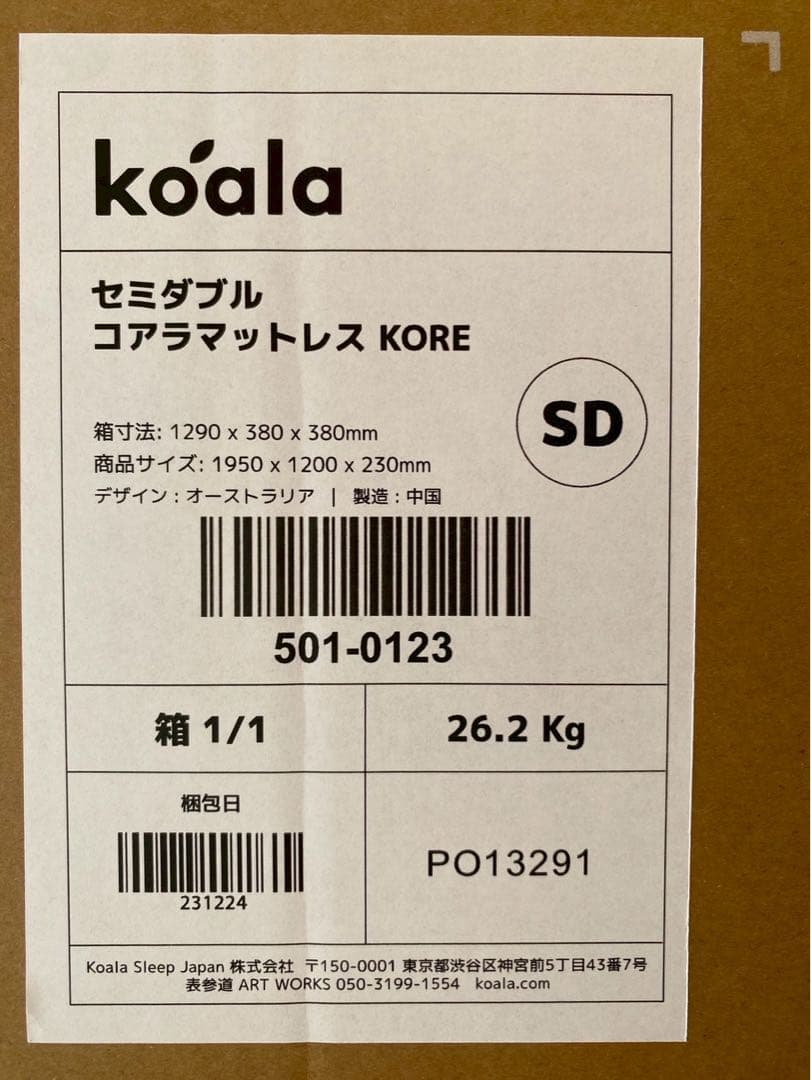 koala
セミダブル
コアラマットレス KORE
SD
箱寸法: 1290 x 380 x 380mm
商品サイズ: 1950 x 1200 x 230mm
デザイン : オーストラリア | 製造 : 中国
501-0123
箱 1/1
26.2 Kg
梱包日
231224
PO13291
Koala Sleep Japan 株式会社 〒150-0001 東京都渋谷区神宮前5丁目43番7号
表参道 ART WORKS 050-3199-1554 koala.com